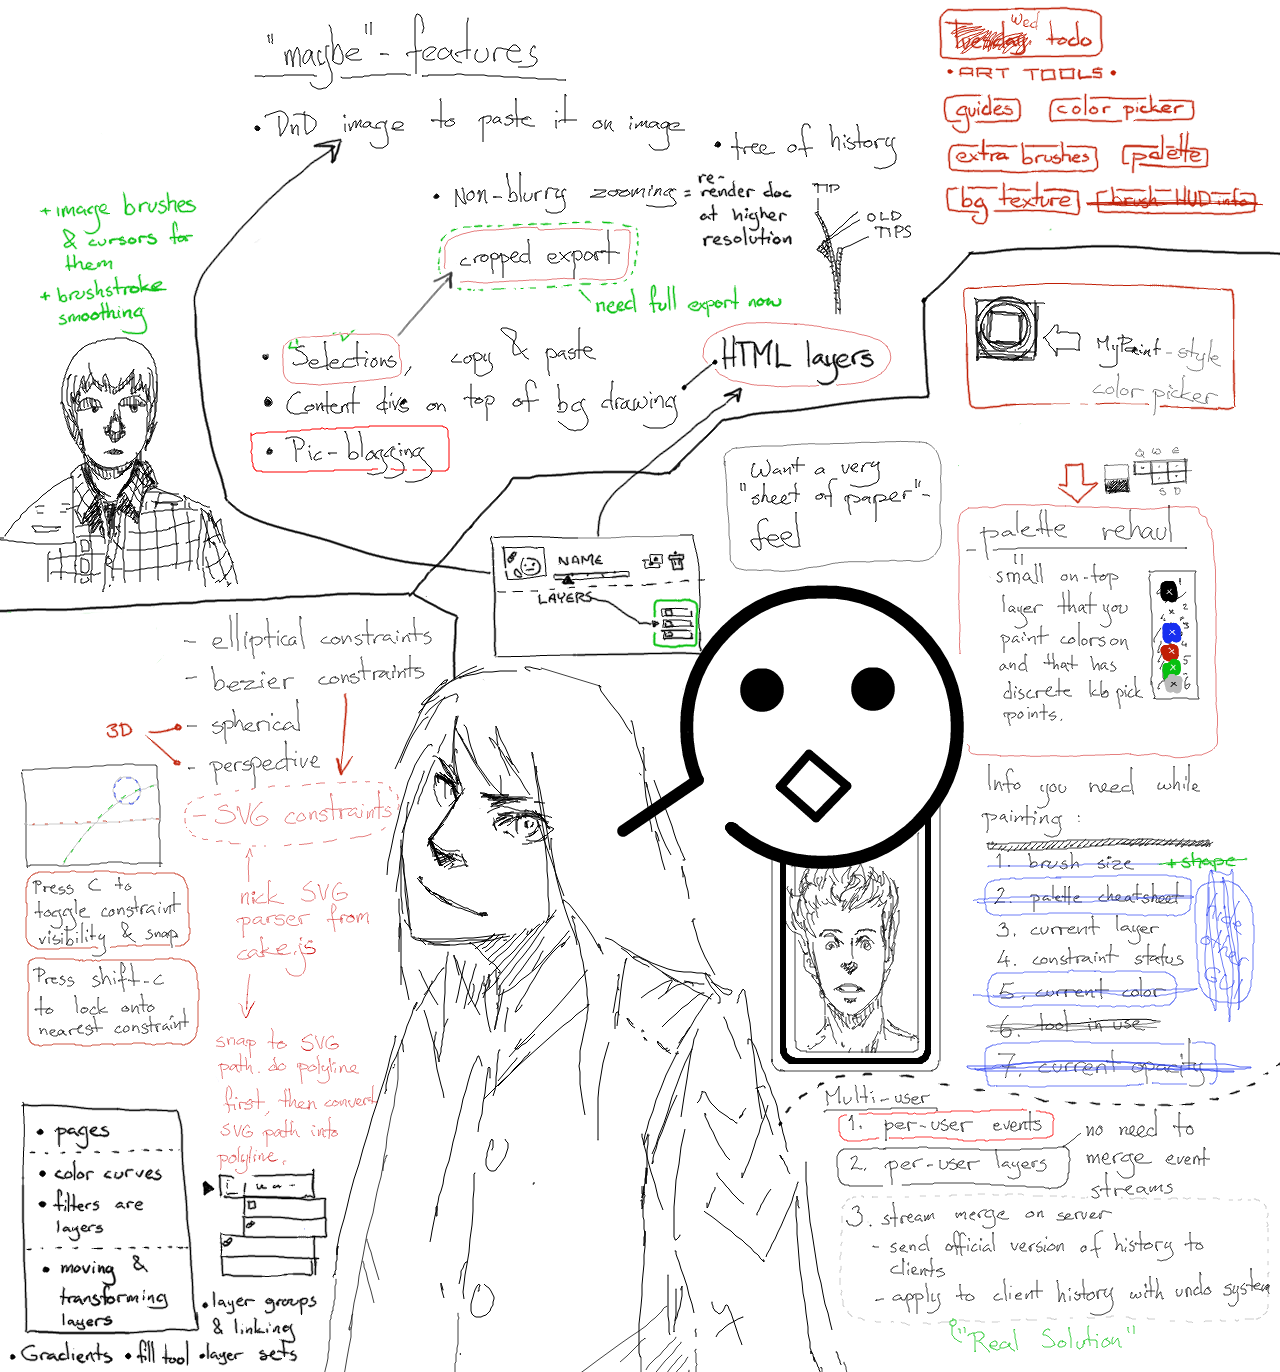 "maybe" - features
• DnD image to paste it on image
• tree of history
• Non-blurry zooming = re-render doc
at higher
resolution
TIP
OLD
TIPS
cropped export
need full export now
• Selections, copy & paste
• HTML layers
• Content divs on top of bg drawing
• Pic-blogging
Wed
todo
• ART TOOLS •
guides
color picker
extra brushes
palette
bg texture
brush HUD info
+ image brushes
& cursors for
them
+ brushstroke
smoothing
MyPaint-style
color picker
Want a very
"sheet of paper"-
feel
Q W E
S D
- palette rehaul
small on-top
layer that you
paint colors on
and that has
discrete kb pick
points.
1
2
3
4
5
6
NAME
LAYERS
- elliptical constraints
- bezier constraints
- spherical
- perspective
3D
- SVG constraints
nick SVG
parser from
cake.js
snap to SVG
path. do polyline
first, then convert
SVG path into
polyline.
Press C to
toggle constraint
visibility & snap
Press shift-C
to lock onto
nearest constraint
Info you need while
painting :
1. brush size + shape
2. palette cheatsheet
3. current layer
4. constraint status
5. current color
6. tool in use
7. current opacity
hide other GUI
Multi-user
1. per-user events
2. per-user layers
no need to
merge event
streams
3. stream merge on server
- send official version of history to
clients
- apply to client history with undo system
"Real Solution"
• pages
• color curves
• filters are
layers
• moving &
transforming
layers
• layer groups
& linking
• Gradients • fill tool • layer sets